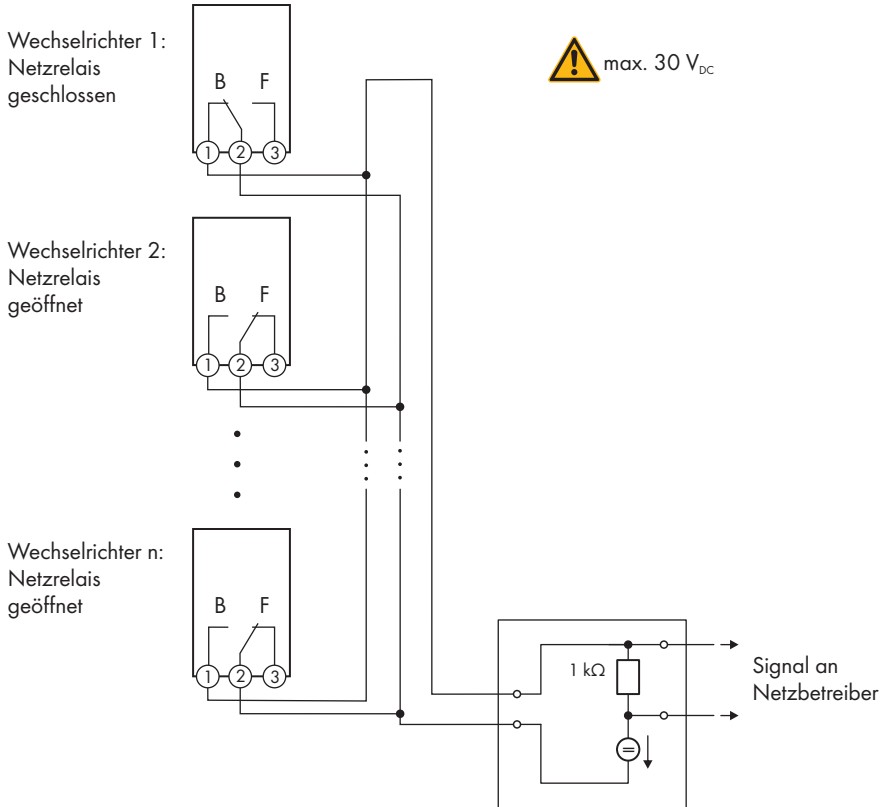 Wechselrichter 1:
Netzrelais
geschlossen
B F
1 2 3
max. 30 V_DC
Wechselrichter 2:
Netzrelais
geöffnet
B F
1 2 3
Wechselrichter n:
Netzrelais
geöffnet
B F
1 2 3
1 kΩ
Signal an
Netzbetreiber